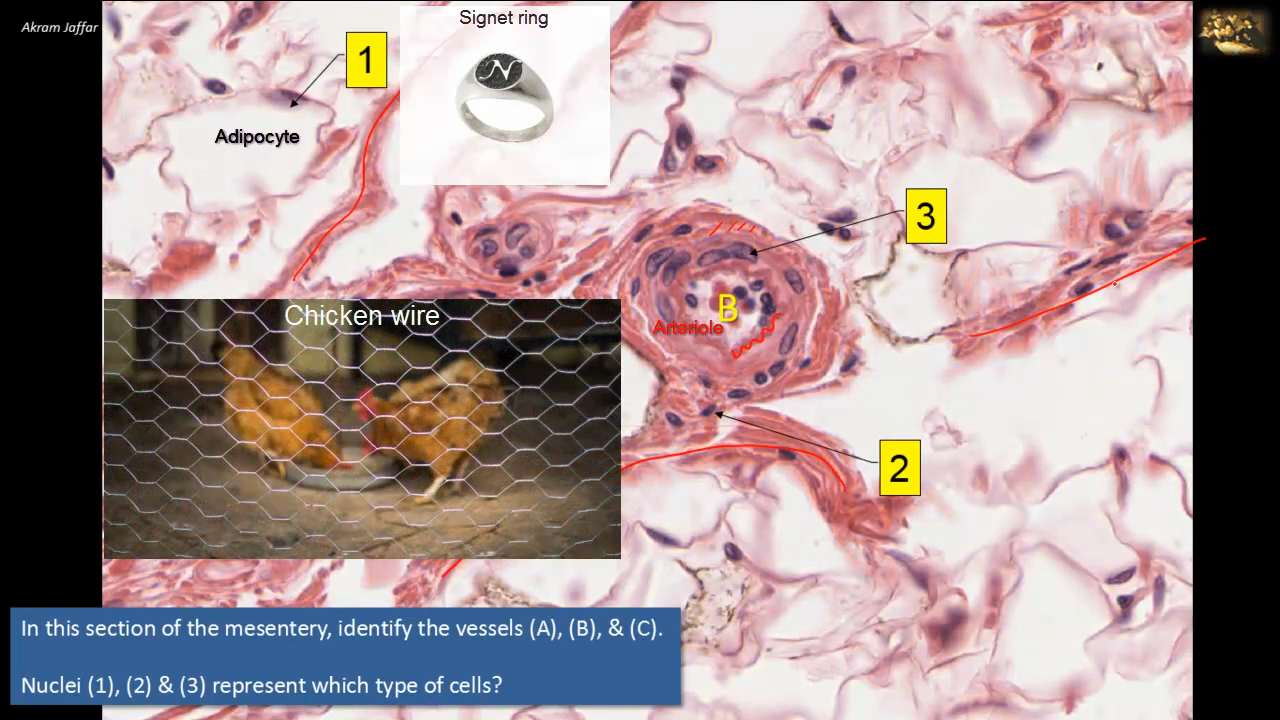 Akram Jaffar
Signet ring
N
1
Adipocyte
3
B
Arteriole
Chicken wire
2
In this section of the mesentery, identify the vessels (A), (B), & (C).
Nuclei (1), (2) & (3) represent which type of cells?